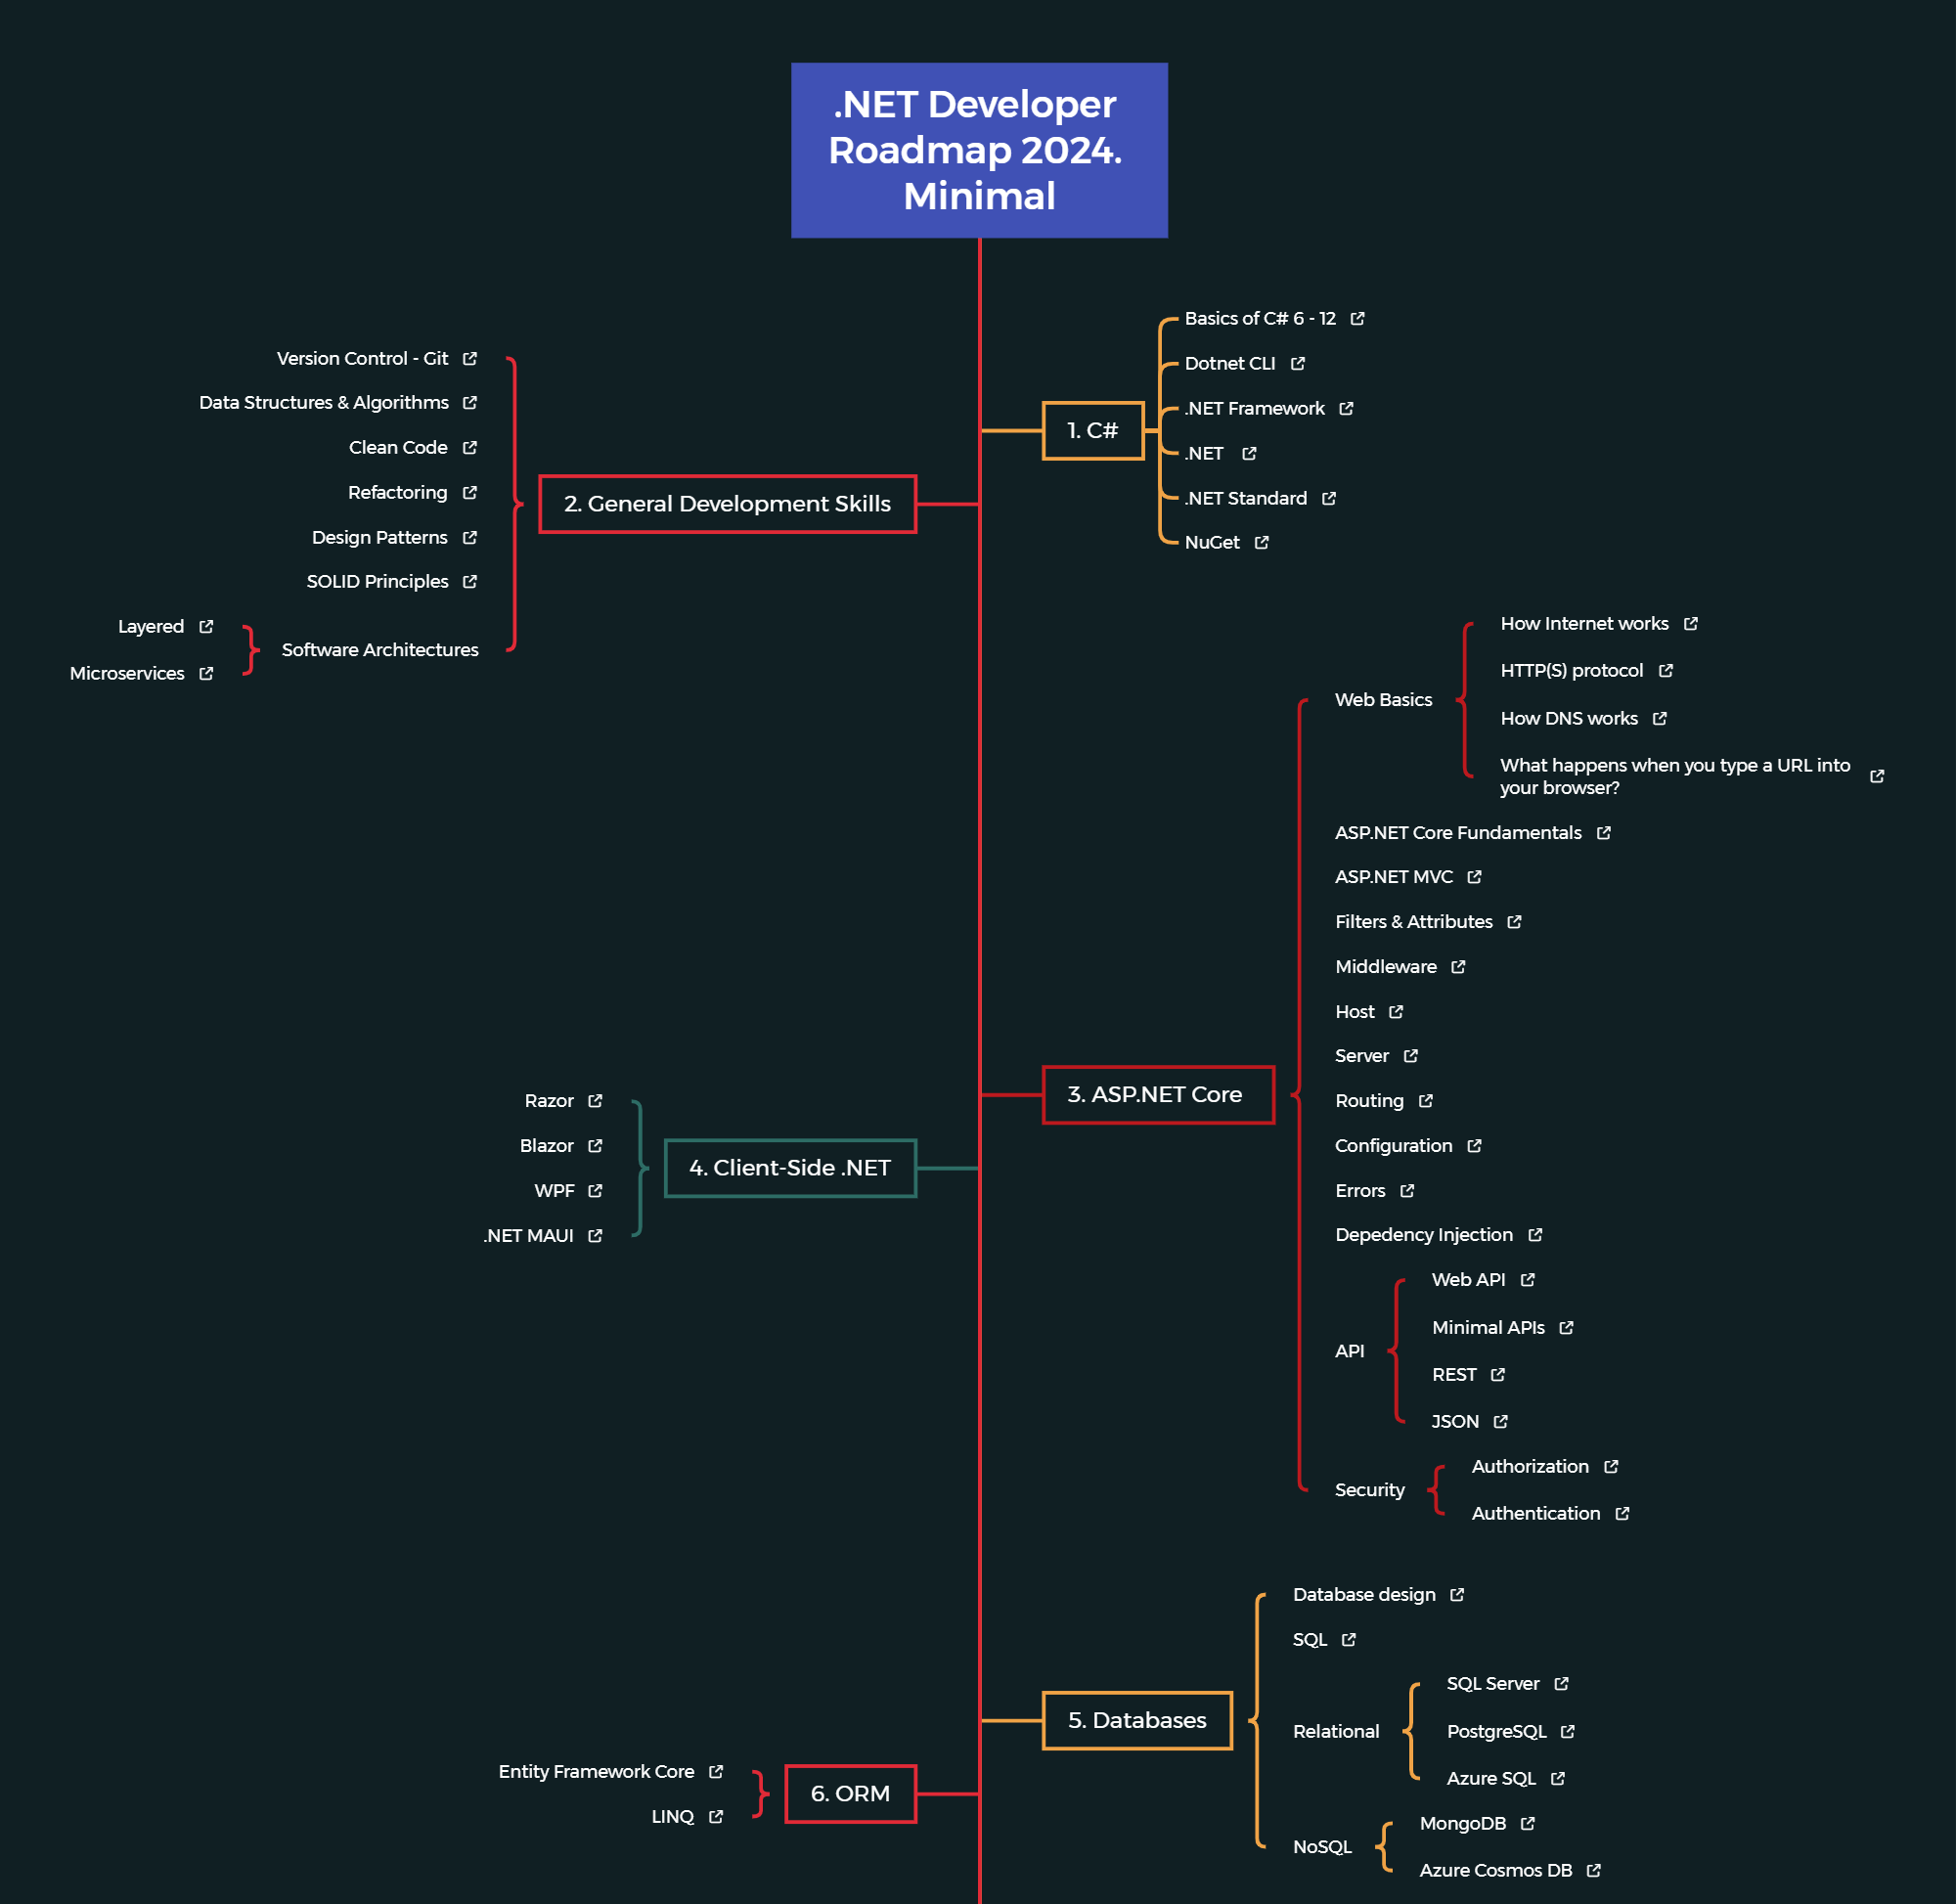 .NET Developer
Roadmap 2024.
Minimal
1. C#
Basics of C# 6 - 12
Dotnet CLI
.NET Framework
.NET
.NET Standard
NuGet
2. General Development Skills
Version Control - Git
Data Structures & Algorithms
Clean Code
Refactoring
Design Patterns
SOLID Principles
Software Architectures
Layered
Microservices
3. ASP.NET Core
Web Basics
How Internet works
HTTP(S) protocol
How DNS works
What happens when you type a URL into
your browser?
ASP.NET Core Fundamentals
ASP.NET MVC
Filters & Attributes
Middleware
Host
Server
Routing
Configuration
Errors
Depedency Injection
API
Web API
Minimal APIs
REST
JSON
Security
Authorization
Authentication
4. Client-Side .NET
Razor
Blazor
WPF
.NET MAUI
5. Databases
Database design
SQL
Relational
SQL Server
PostgreSQL
Azure SQL
NoSQL
MongoDB
Azure Cosmos DB
6. ORM
Entity Framework Core
LINQ